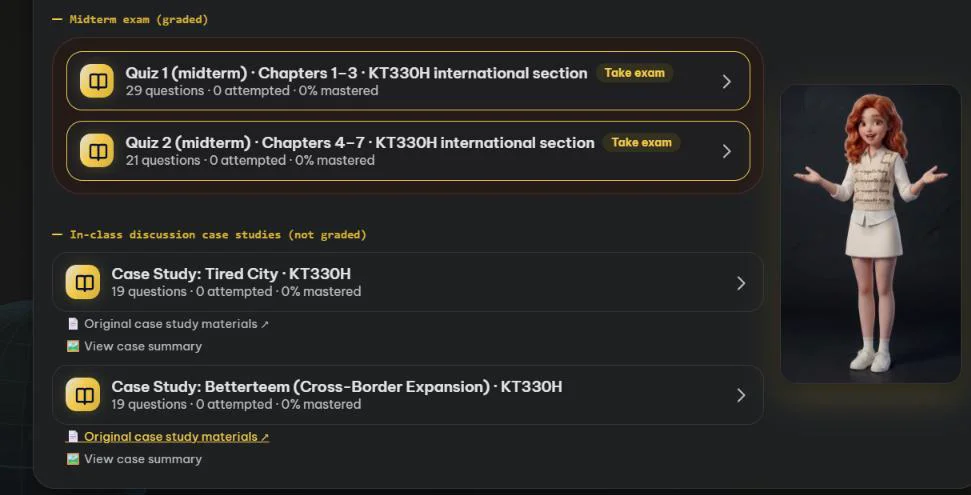 — Midterm exam (graded)
Quiz 1 (midterm) · Chapters 1–3 · KT330H international section Take exam
29 questions · 0 attempted · 0% mastered
Quiz 2 (midterm) · Chapters 4–7 · KT330H international section Take exam
21 questions · 0 attempted · 0% mastered
— In-class discussion case studies (not graded)
Case Study: Tired City · KT330H
19 questions · 0 attempted · 0% mastered
Original case study materials ↗
View case summary
Case Study: Betterteem (Cross-Border Expansion) · KT330H
19 questions · 0 attempted · 0% mastered
Original case study materials ↗
View case summary